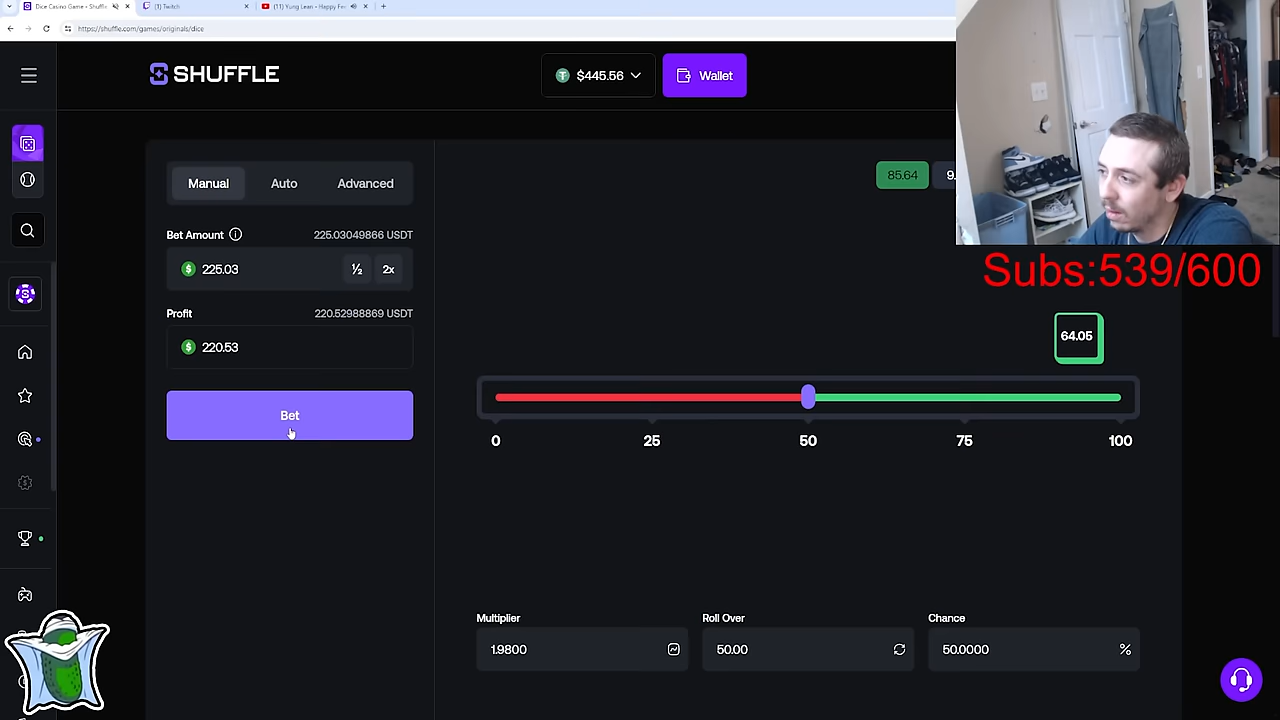 Dice Casino Game - Shuffle
(1) Twitch
(11) Yung Lean - Happy Fee
https://shuffle.com/games/originals/dice
SHUFFLE
$445.56
Wallet
Manual
Auto
Advanced
85.64
9.
Bet Amount
225.03049866 USDT
225.03
½
2x
Subs:539/600
Profit
220.52988869 USDT
220.53
64.05
Bet
0
25
50
75
100
Multiplier
Roll Over
Chance
1.9800
50.00
50.0000
%